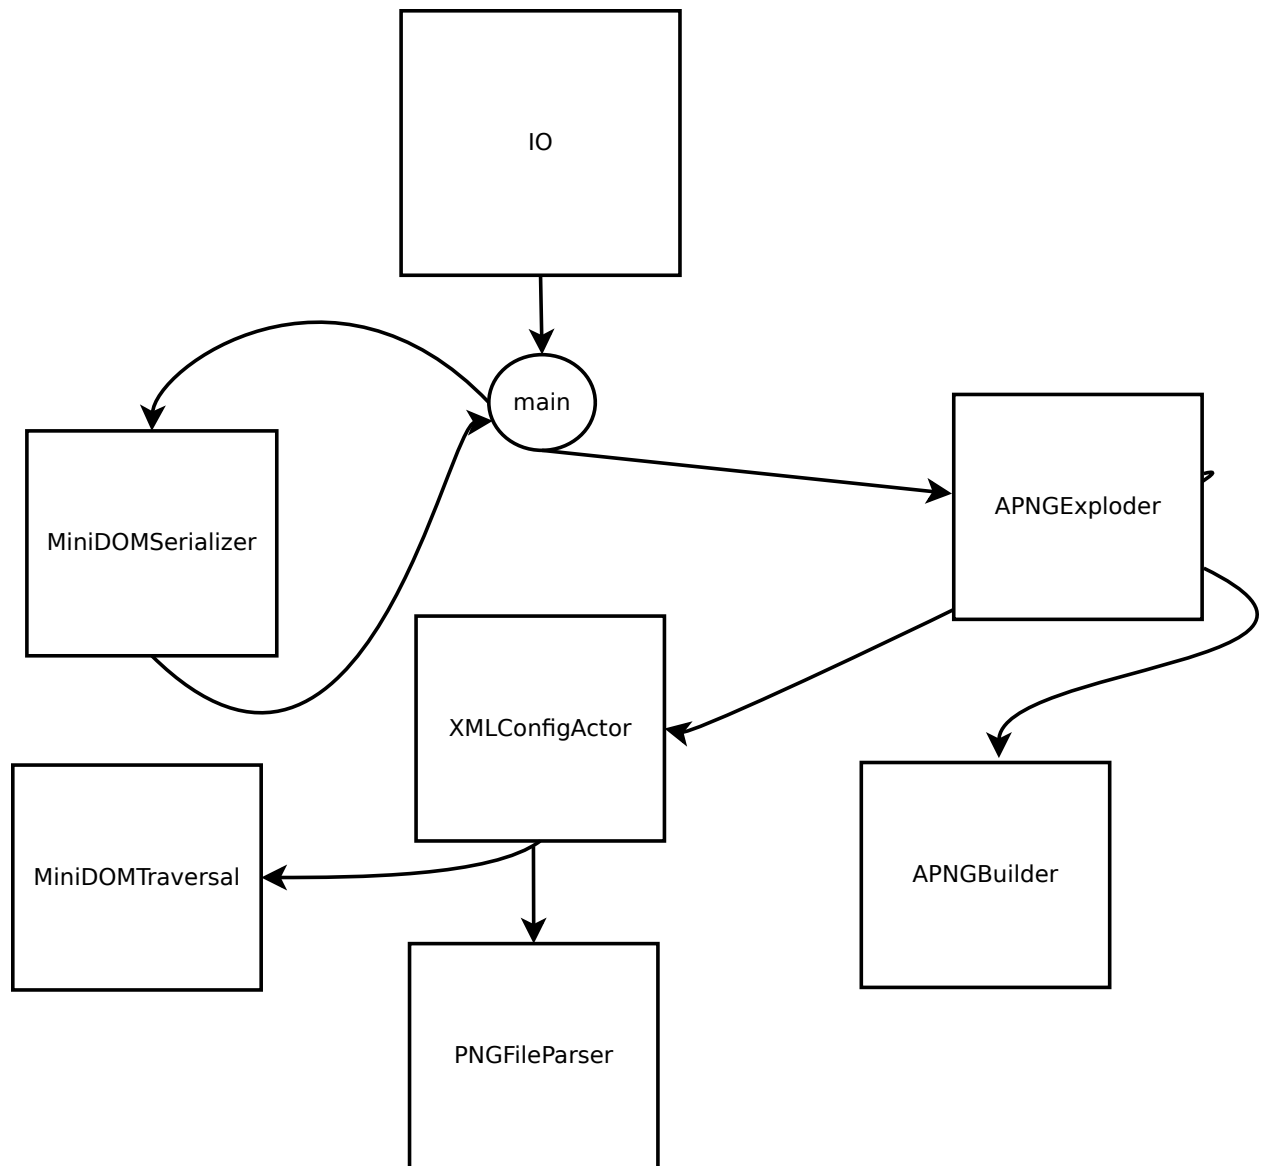 IO
main
APNGExploder
MiniDOMSerializer
XMLConfigActor
MiniDOMTraversal
APNGBuilder
PNGFileParser